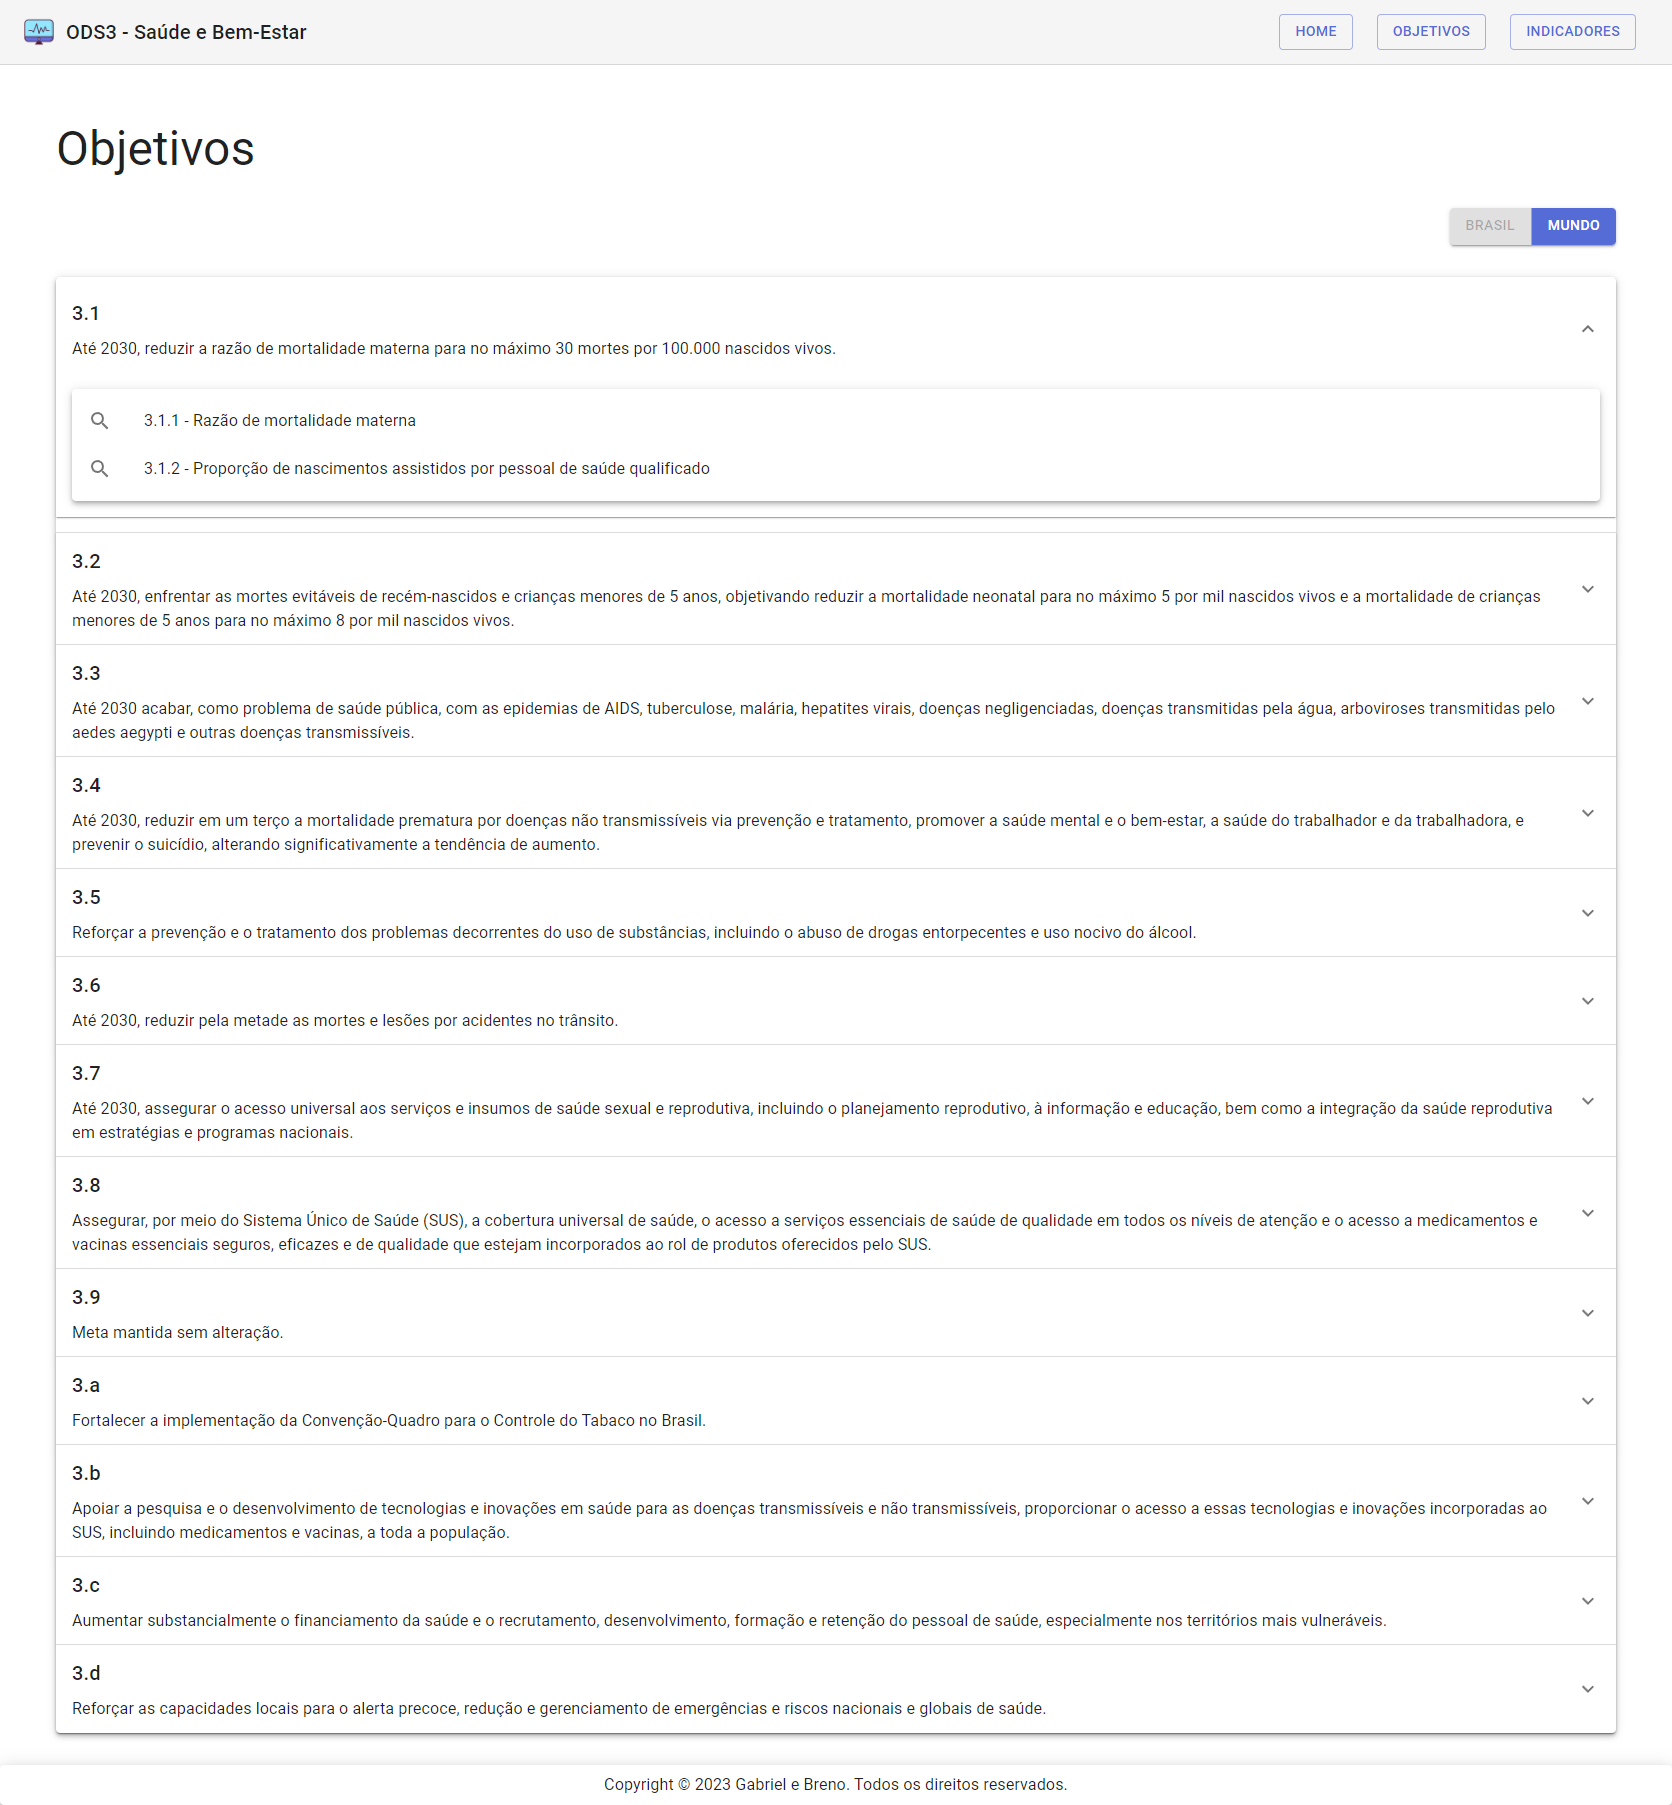 ODS3 - Saúde e Bem-Estar
HOME
OBJETIVOS
INDICADORES
Objetivos
BRASIL
MUNDO
3.1
Até 2030, reduzir a razão de mortalidade materna para no máximo 30 mortes por 100.000 nascidos vivos.
3.1.1 - Razão de mortalidade materna
3.1.2 - Proporção de nascimentos assistidos por pessoal de saúde qualificado
3.2
Até 2030, enfrentar as mortes evitáveis de recém-nascidos e crianças menores de 5 anos, objetivando reduzir a mortalidade neonatal para no máximo 5 por mil nascidos vivos e a mortalidade de crianças
menores de 5 anos para no máximo 8 por mil nascidos vivos.
3.3
Até 2030 acabar, como problema de saúde pública, com as epidemias de AIDS, tuberculose, malária, hepatites virais, doenças negligenciadas, doenças transmitidas pela água, arboviroses transmitidas pelo
aedes aegypti e outras doenças transmissíveis.
3.4
Até 2030, reduzir em um terço a mortalidade prematura por doenças não transmissíveis via prevenção e tratamento, promover a saúde mental e o bem-estar, a saúde do trabalhador e da trabalhadora, e
prevenir o suicídio, alterando significativamente a tendência de aumento.
3.5
Reforçar a prevenção e o tratamento dos problemas decorrentes do uso de substâncias, incluindo o abuso de drogas entorpecentes e uso nocivo do álcool.
3.6
Até 2030, reduzir pela metade as mortes e lesões por acidentes no trânsito.
3.7
Até 2030, assegurar o acesso universal aos serviços e insumos de saúde sexual e reprodutiva, incluindo o planejamento reprodutivo, à informação e educação, bem como a integração da saúde reprodutiva
em estratégias e programas nacionais.
3.8
Assegurar, por meio do Sistema Único de Saúde (SUS), a cobertura universal de saúde, o acesso a serviços essenciais de saúde de qualidade em todos os níveis de atenção e o acesso a medicamentos e
vacinas essenciais seguros, eficazes e de qualidade que estejam incorporados ao rol de produtos oferecidos pelo SUS.
3.9
Meta mantida sem alteração.
3.a
Fortalecer a implementação da Convenção-Quadro para o Controle do Tabaco no Brasil.
3.b
Apoiar a pesquisa e o desenvolvimento de tecnologias e inovações em saúde para as doenças transmissíveis e não transmissíveis, proporcionar o acesso a essas tecnologias e inovações incorporadas ao
SUS, incluindo medicamentos e vacinas, a toda a população.
3.c
Aumentar substancialmente o financiamento da saúde e o recrutamento, desenvolvimento, formação e retenção do pessoal de saúde, especialmente nos territórios mais vulneráveis.
3.d
Reforçar as capacidades locais para o alerta precoce, redução e gerenciamento de emergências e riscos nacionais e globais de saúde.
Copyright © 2023 Gabriel e Breno. Todos os direitos reservados.